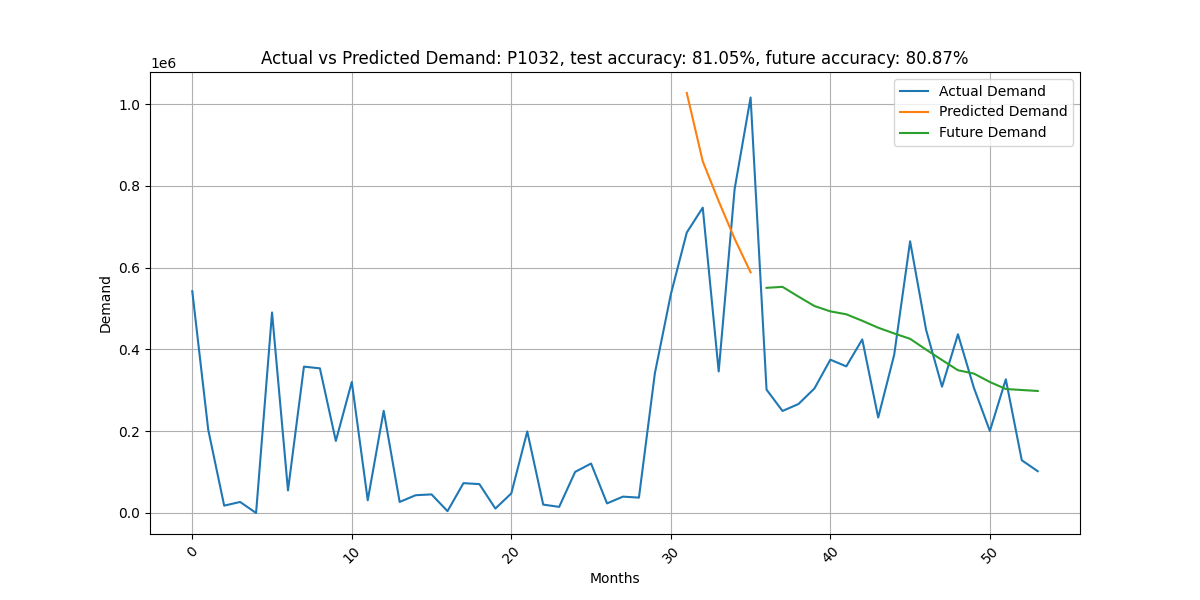 Actual vs Predicted Demand: P1032, test accuracy: 81.05%, future accuracy: 80.87%
1e6
Actual Demand
Predicted Demand
Future Demand
1.0
0.8
0.6
0.4
0.2
0.0
Demand
0 10 20 30 40 50
Months